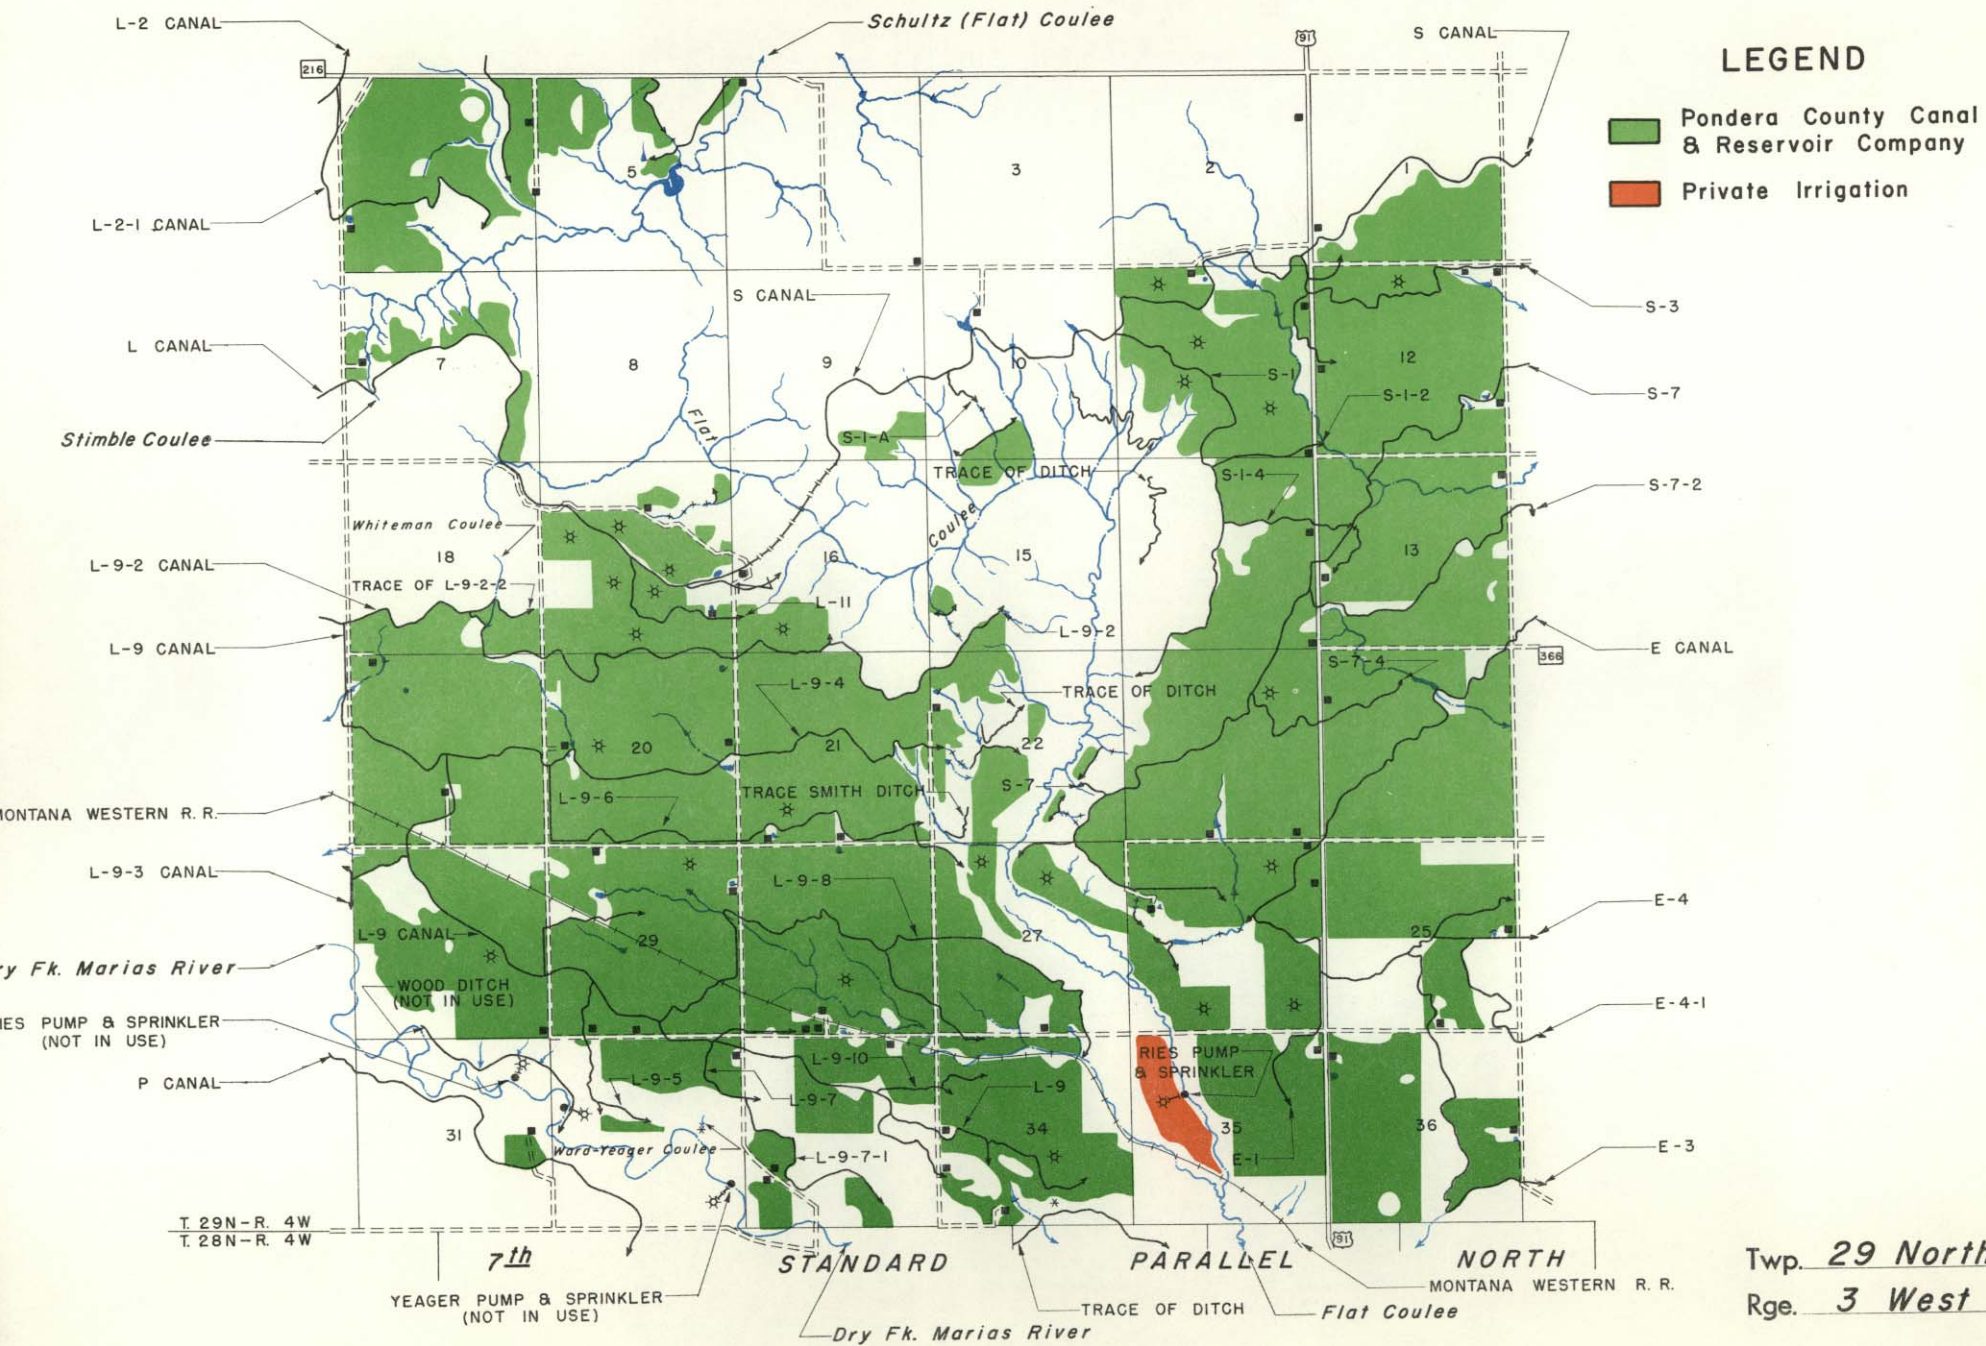 L-2 CANAL
Schultz (Flat) Coulee
91
S CANAL
LEGEND
216
Pondera County Canal
& Reservoir Company
Private Irrigation
5
3
2
1
L-2-1 CANAL
S CANAL
S-3
L CANAL
7
8
9
10
12
S-1
S-1-2
S-7
Flat
Stimble Coulee
S-1-A
TRACE OF DITCH
S-1-4
S-7-2
Whiteman Coulee
Coulee
18
16
15
13
L-9-2 CANAL
TRACE OF L-9-2-2
L-11
L-9-2
L-9 CANAL
E CANAL
366
S-7-4
L-9-4
TRACE OF DITCH
20
21
22
L-9-6
TRACE SMITH DITCH
S-7
MONTANA WESTERN R. R.
L-9-3 CANAL
L-9-8
E-4
L-9 CANAL
29
27
25
Fk. Marias River
WOOD DITCH
(NOT IN USE)
E-4-1
PUMP & SPRINKLER
(NOT IN USE)
RIES PUMP
& SPRINKLER
L-9-10
P CANAL
L-9-5
L-9-7
L-9
31
34
35
36
Ward-Yeager Coulee
L-9-7-1
E-1
E-3
T. 29N-R. 4W
T. 28N-R. 4W
91
7th STANDARD PARALLEL NORTH
Twp. 29 North
YEAGER PUMP & SPRINKLER
(NOT IN USE)
MONTANA WESTERN R. R.
Rge. 3 West
TRACE OF DITCH
Flat Coulee
Dry Fk. Marias River